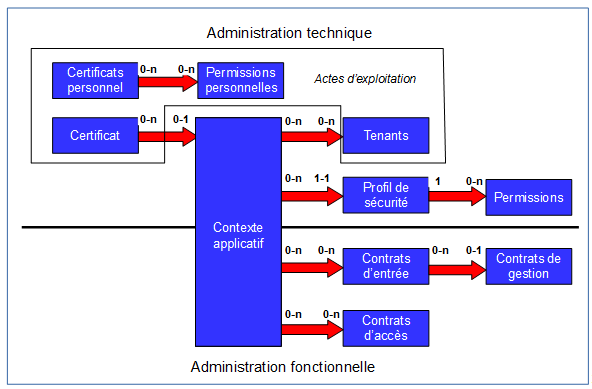 Administration technique
0-n 0-n
Certificats
personnel
Permissions
personnelles
Actes d'exploitation
0-n 0-1
Certificat
0-n 0-n
Tenants
0-n 1-1
Profil de
sécurité
1 0-n
Permissions
Contexte
applicatif
0-n 0-n
Contrats
d'entrée
0-n 0-1
Contrats de
gestion
0-n 0-n
Contrats
d'accès
Administration fonctionnelle